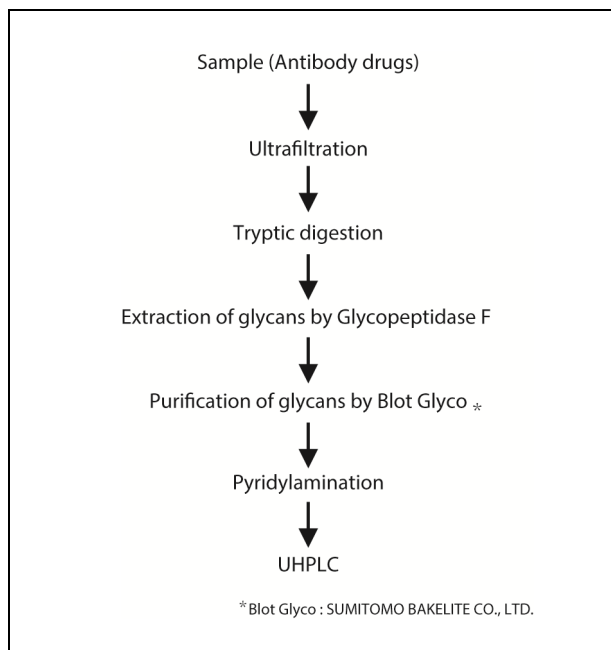 Sample (Antibody drugs)
Ultrafiltration
Tryptic digestion
Extraction of glycans by Glycopeptidase F
Purification of glycans by Blot Glyco *
Pyridylamination
UHPLC
*Blot Glyco : SUMITOMO BAKELITE CO., LTD.